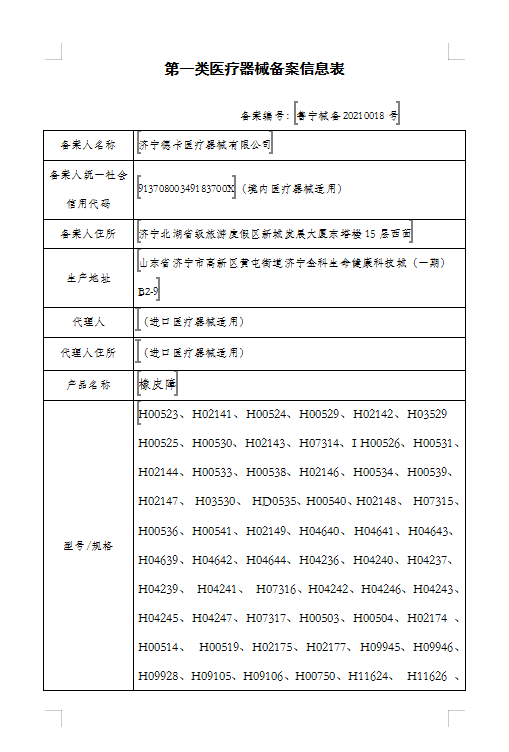 第一类医疗器械备案信息表
备案编号：鲁宁械备20210018 号
备案人名称 济宁德卡医疗器械有限公司
备案人统一社会信用代码 91370800349183700X（境内医疗器械适用）
备案人住所 济宁北湖省级旅游度假区新城发展大厦东塔楼15层西面
生产地址 山东省济宁市高新区黄屯街道济宁金科生命健康科技城（一期）
B2-9
代理人 （进口医疗器械适用）
代理人住所 （进口医疗器械适用）
产品名称 橡皮障
型号/规格 H00523、H02141、H00524、H00529、H02142、H03529
H00525、H00530、H02143、H07314、I H00526、H00531、
H02144、H00533、H00538、H02146、H00534、H00539、
H02147、 H03530、 HD0535、H00540、H02148、 H07315、
H00536、H00541、H02149、H04640、 H04641、H04643、
H04639、H04642、H04644、H04236、H04240、H04237、
H04239、 H04241、 H07316、H04242、H04246、H04243、
H04245、H04247、H07317、H00503、H00504、H02174 、
H00514、 H00519、H02175、H02177、H09945、H09946、
H09928、H09105、H09106、H00750、H11624、 H11626 、